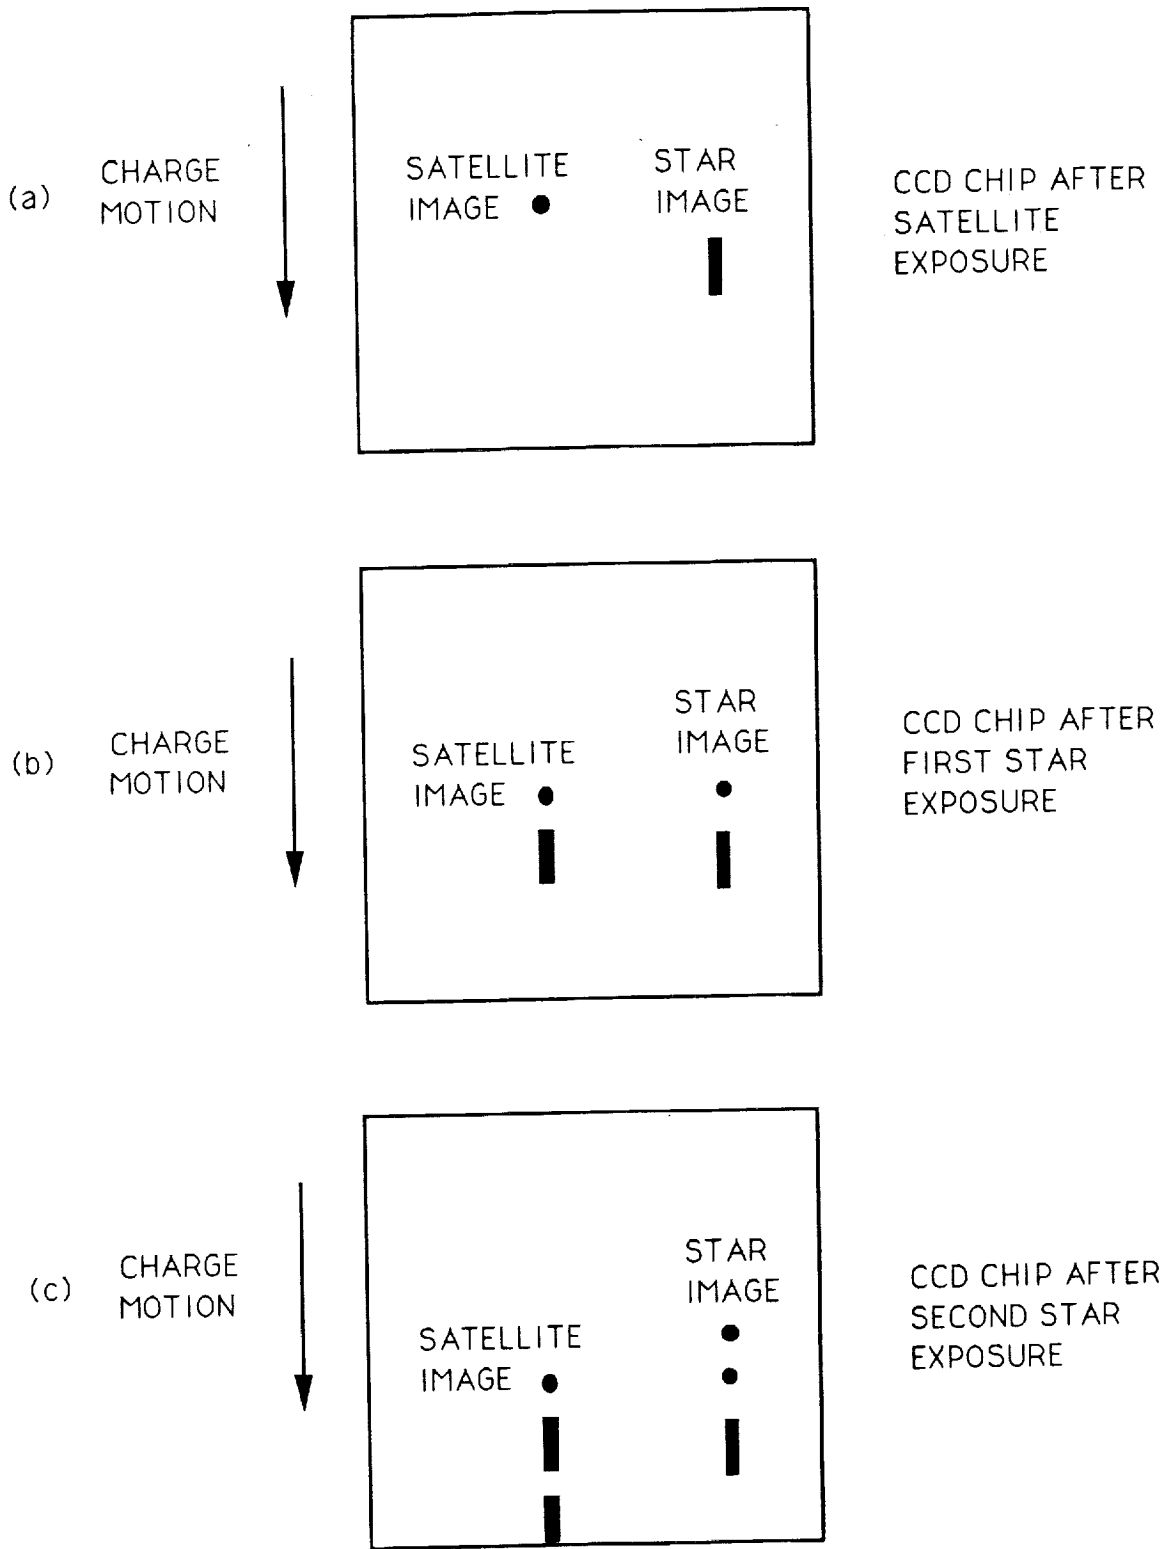 (a)
CHARGE
MOTION
SATELLITE
IMAGE
STAR
IMAGE
CCD CHIP AFTER
SATELLITE
EXPOSURE
(b)
CHARGE
MOTION
SATELLITE
IMAGE
STAR
IMAGE
CCD CHIP AFTER
FIRST STAR
EXPOSURE
(c)
CHARGE
MOTION
SATELLITE
IMAGE
STAR
IMAGE
CCD CHIP AFTER
SECOND STAR
EXPOSURE